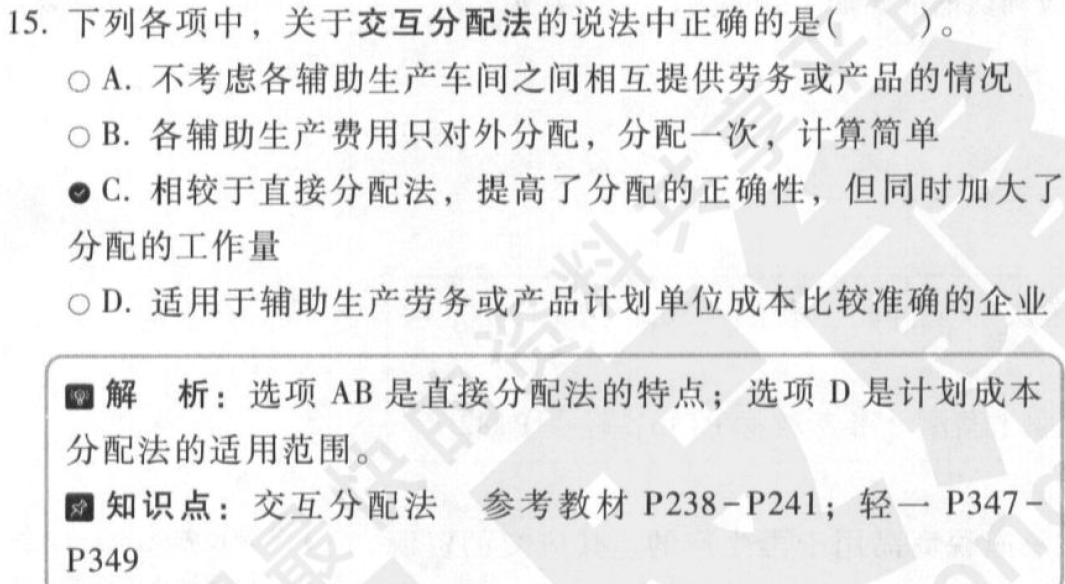 15. 下列各项中，关于交互分配法的说法中正确的是(　　)。
○ A. 不考虑各辅助生产车间之间相互提供劳务或产品的情况
○ B. 各辅助生产费用只对外分配，分配一次，计算简单
C. 相较于直接分配法，提高了分配的正确性，但同时加大了
分配的工作量
○ D. 适用于辅助生产劳务或产品计划单位成本比较准确的企业
解　析：选项 AB 是直接分配法的特点；选项 D 是计划成本
分配法的适用范围。
知识点：交互分配法　参考教材 P238-P241；轻一 P347-
P349